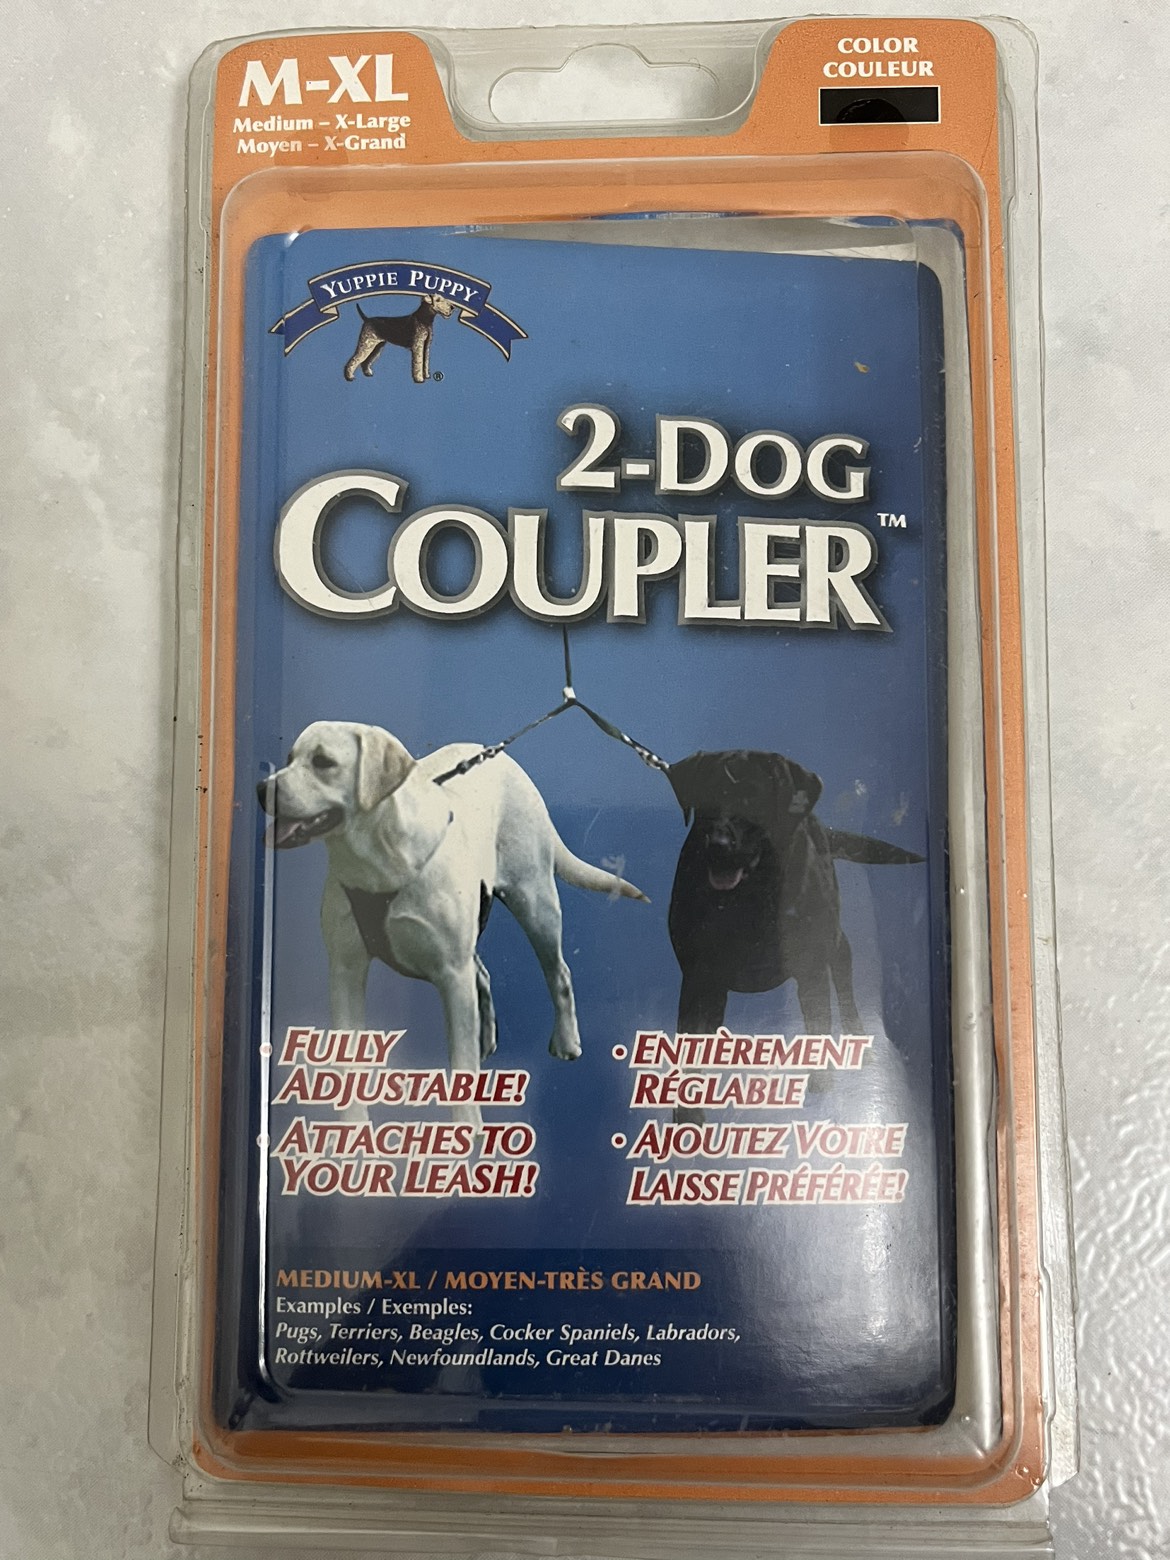 M-XL
Medium – X-Large
Moyen – X-Grand
COLOR
COULEUR
YUPPIE PUPPY
®
2-DOG
COUPLER™
FULLY
ADJUSTABLE!
ATTACHES TO
YOUR LEASH!
• ENTIÈREMENT
RÉGLABLE
• AJOUTEZ VOTRE
LAISSE PRÉFÉRÉE!
MEDIUM-XL / MOYEN-TRÈS GRAND
Examples / Exemples:
Pugs, Terriers, Beagles, Cocker Spaniels, Labradors,
Rottweilers, Newfoundlands, Great Danes